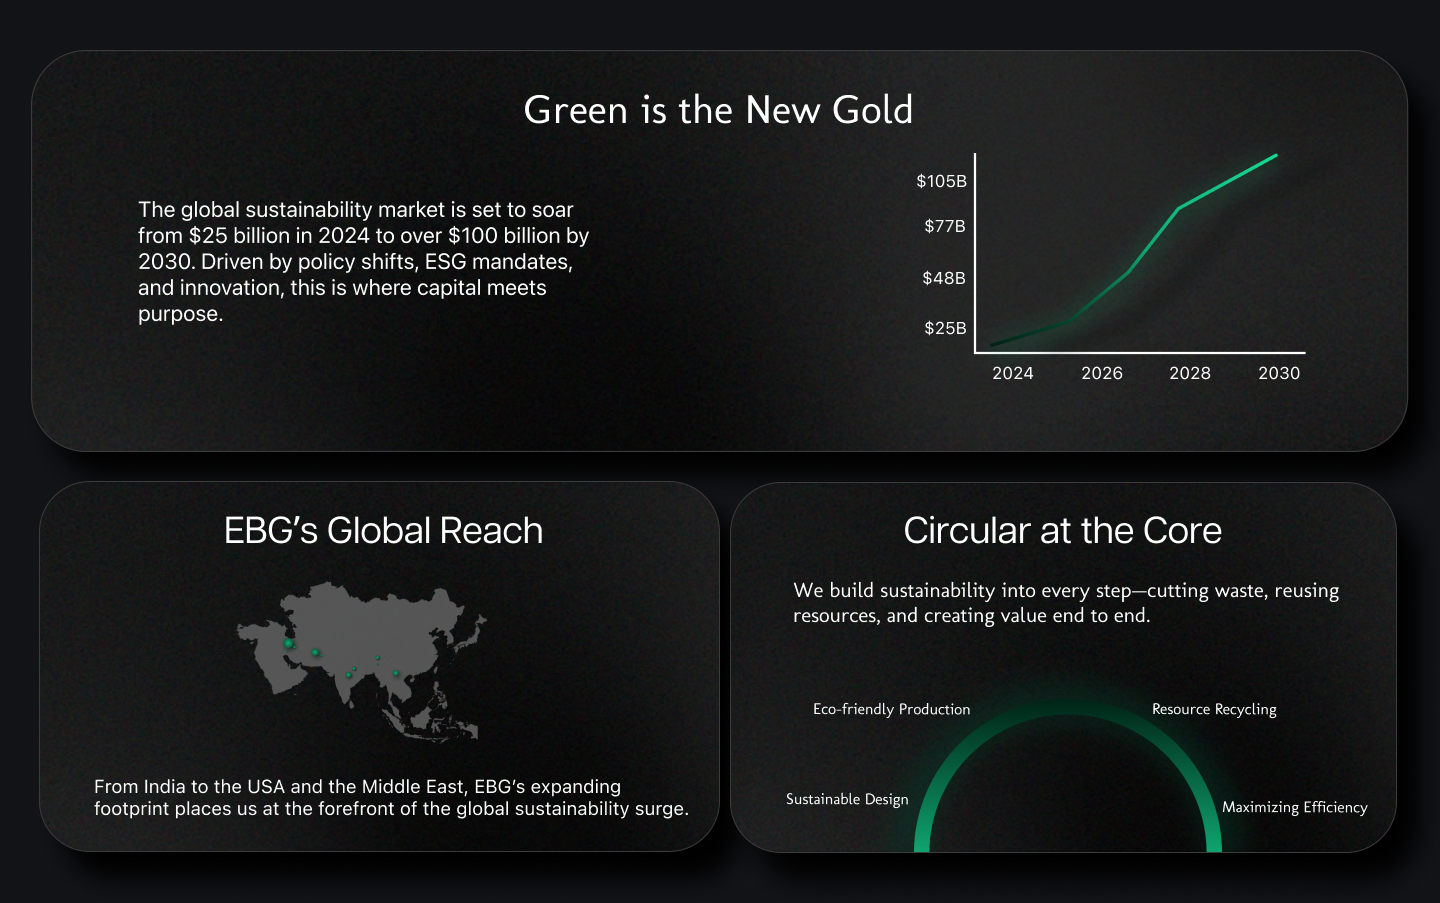 Green is the New Gold
The global sustainability market is set to soar
from $25 billion in 2024 to over $100 billion by
2030. Driven by policy shifts, ESG mandates,
and innovation, this is where capital meets
purpose.
$105B
$77B
$48B
$25B
2024 2026 2028 2030
EBG’s Global Reach
From India to the USA and the Middle East, EBG’s expanding
footprint places us at the forefront of the global sustainability surge.
Circular at the Core
We build sustainability into every step—cutting waste, reusing
resources, and creating value end to end.
Eco-friendly Production
Resource Recycling
Sustainable Design
Maximizing Efficiency